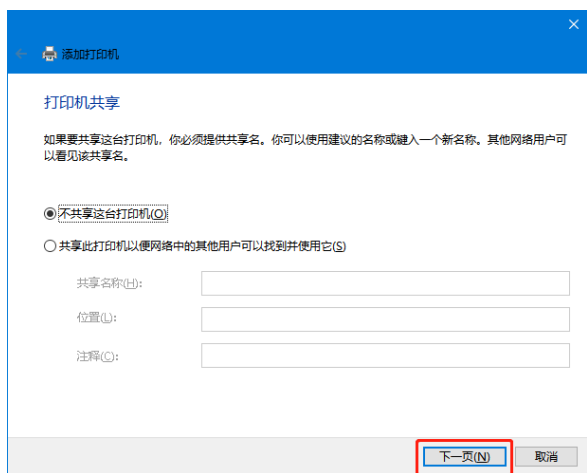 添加打印机
打印机共享
如果要共享这台打印机，你必须提供共享名。你可以使用建议的名称或键入一个新名称。其他网络用户可
以看见该共享名。
不共享这台打印机(O)
共享此打印机以便网络中的其他用户可以找到并使用它(S)
共享名称(H):
位置(L):
注释(C):
下一页(N)
取消